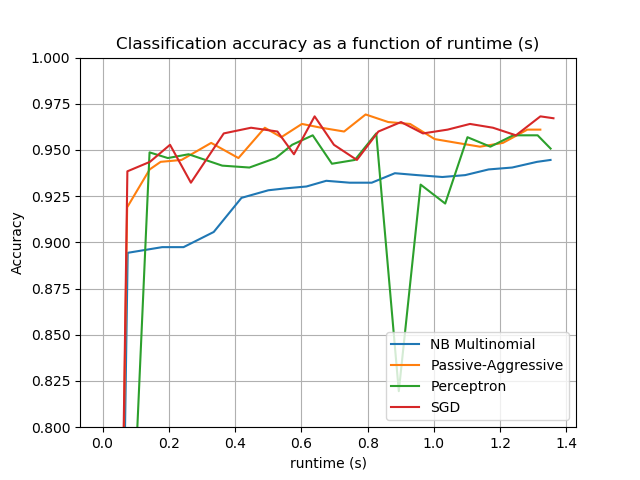 Classification accuracy as a function of runtime (s)
1.000
0.975
0.950
0.925
0.900
0.875
0.850
0.825
0.800
Accuracy
NB Multinomial
Passive-Aggressive
Perceptron
SGD
0.0 0.2 0.4 0.6 0.8 1.0 1.2 1.4
runtime (s)